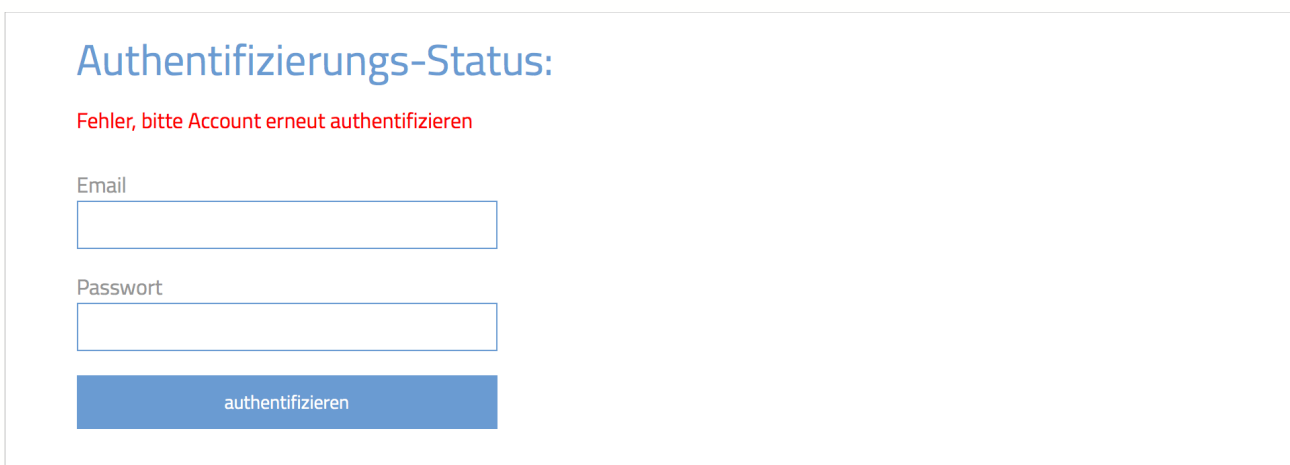 Authentifizierungs-Status:
Fehler, bitte Account erneut authentifizieren
Email
Passwort
authentifizieren